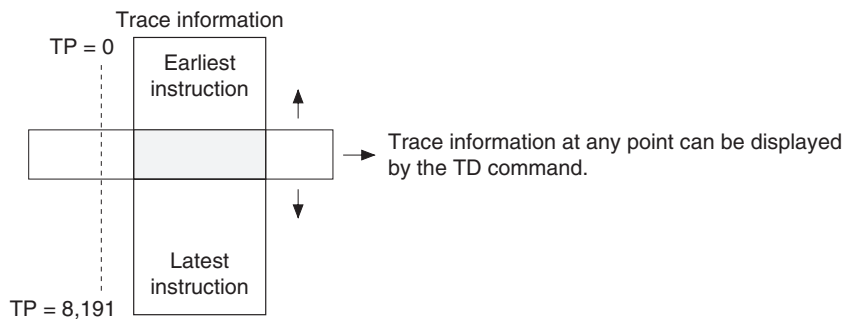 Trace information
TP = 0
Earliest
instruction
Trace information at any point can be displayed
by the TD command.
Latest
instruction
TP = 8,191